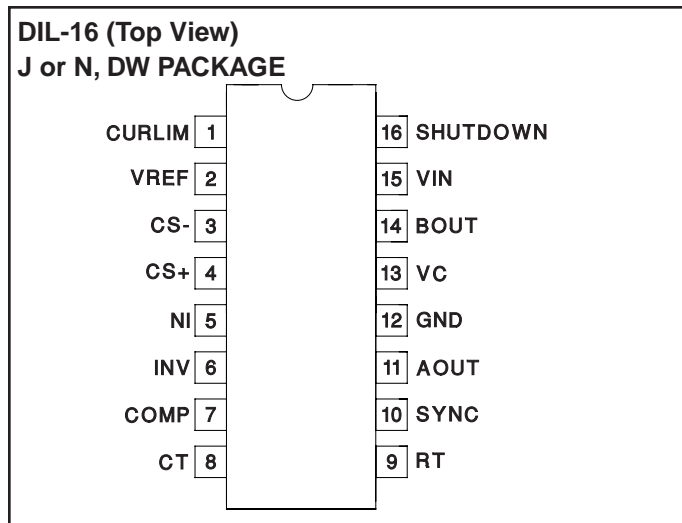 DIL-16 (Top View)
J or N, DW PACKAGE
CURLIM 1 16 SHUTDOWN
VREF 2 15 VIN
CS- 3 14 BOUT
CS+ 4 13 VC
NI 5 12 GND
INV 6 11 AOUT
COMP 7 10 SYNC
CT 8 9 RT